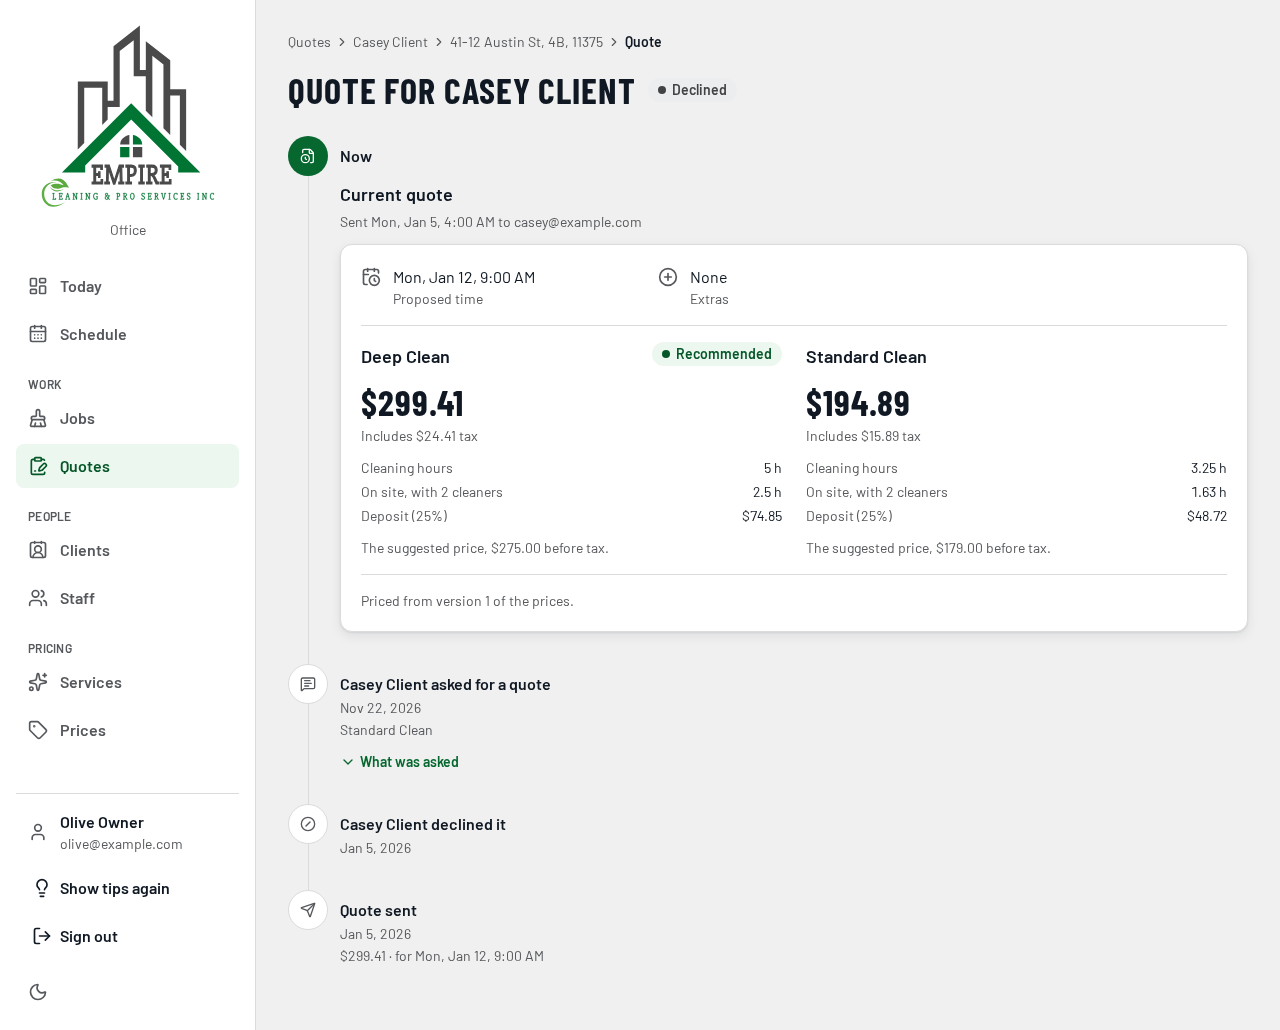 EMPIRE
LEANING & PRO SERVICES INC
Office
Today
Schedule
WORK
Jobs
Quotes
PEOPLE
Clients
Staff
PRICING
Services
Prices
Olive Owner
olive@example.com
Show tips again
Sign out
Quotes > Casey Client > 41-12 Austin St, 4B, 11375 > Quote
QUOTE FOR CASEY CLIENT
Declined
Now
Current quote
Sent Mon, Jan 5, 4:00 AM to casey@example.com
Mon, Jan 12, 9:00 AM
Proposed time
None
Extras
Deep Clean
Recommended
$299.41
Includes $24.41 tax
Cleaning hours 5 h
On site, with 2 cleaners 2.5 h
Deposit (25%) $74.85
The suggested price, $275.00 before tax.
Standard Clean
$194.89
Includes $15.89 tax
Cleaning hours 3.25 h
On site, with 2 cleaners 1.63 h
Deposit (25%) $48.72
The suggested price, $179.00 before tax.
Priced from version 1 of the prices.
Casey Client asked for a quote
Nov 22, 2026
Standard Clean
What was asked
Casey Client declined it
Jan 5, 2026
Quote sent
Jan 5, 2026
$299.41 · for Mon, Jan 12, 9:00 AM